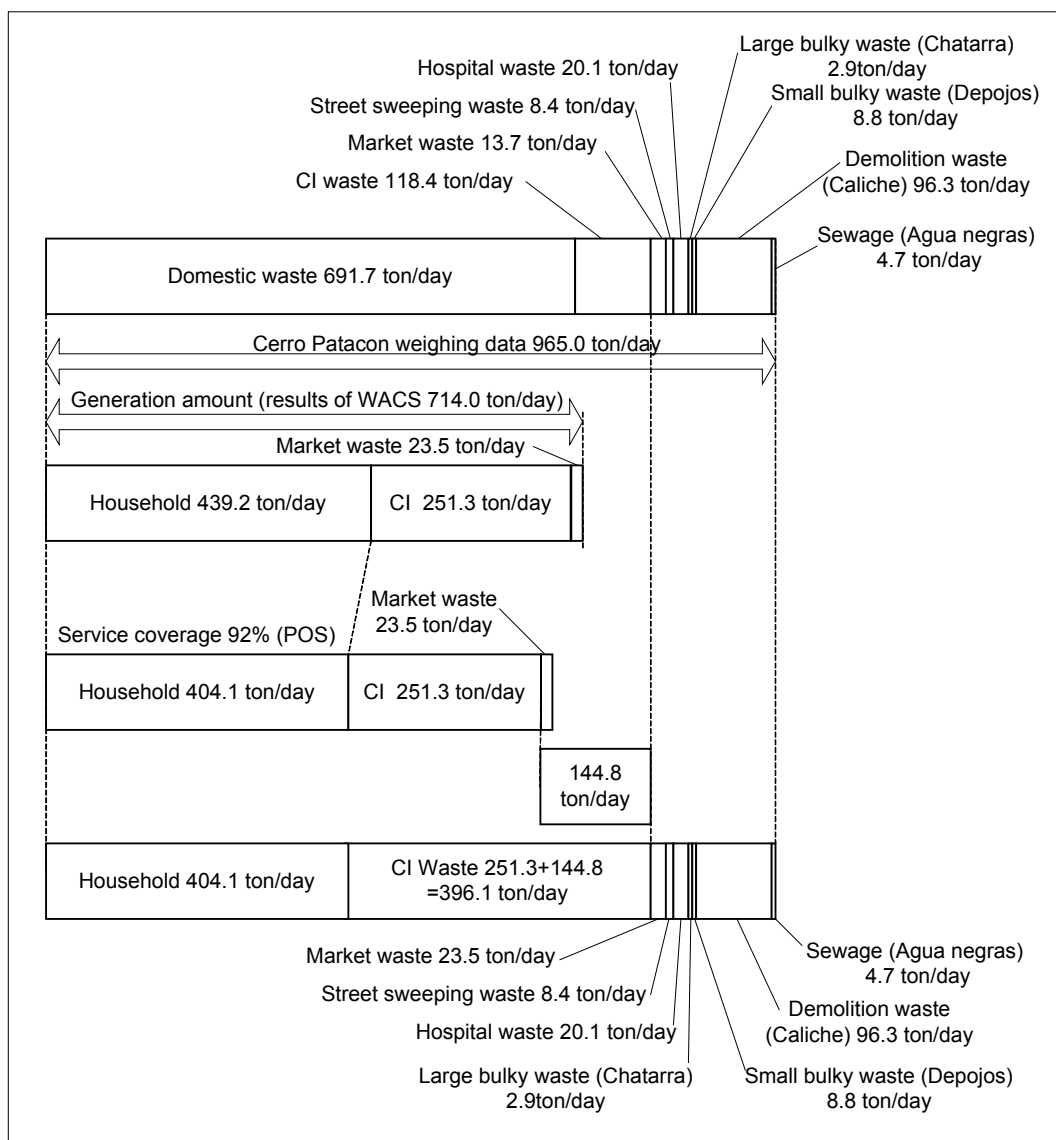 Large bulky waste (Chatarra)
2.9ton/day
Hospital waste 20.1 ton/day
Small bulky waste (Depojos)
8.8 ton/day
Street sweeping waste 8.4 ton/day
Market waste 13.7 ton/day
Demolition waste
(Caliche) 96.3 ton/day
CI waste 118.4 ton/day
Sewage (Agua negras)
4.7 ton/day
Domestic waste 691.7 ton/day
Cerro Patacon weighing data 965.0 ton/day
Generation amount (results of WACS 714.0 ton/day)
Market waste 23.5 ton/day
Household 439.2 ton/day
CI  251.3 ton/day
Market waste
23.5 ton/day
Service coverage 92% (POS)
Household 404.1 ton/day
CI  251.3 ton/day
144.8
ton/day
Household 404.1 ton/day
CI Waste 251.3+144.8
=396.1 ton/day
Market waste 23.5 ton/day
Sewage (Agua negras)
4.7 ton/day
Street sweeping waste 8.4 ton/day
Demolition waste
(Caliche) 96.3 ton/day
Hospital waste 20.1 ton/day
Large bulky waste (Chatarra)
2.9ton/day
Small bulky waste (Depojos)
8.8 ton/day